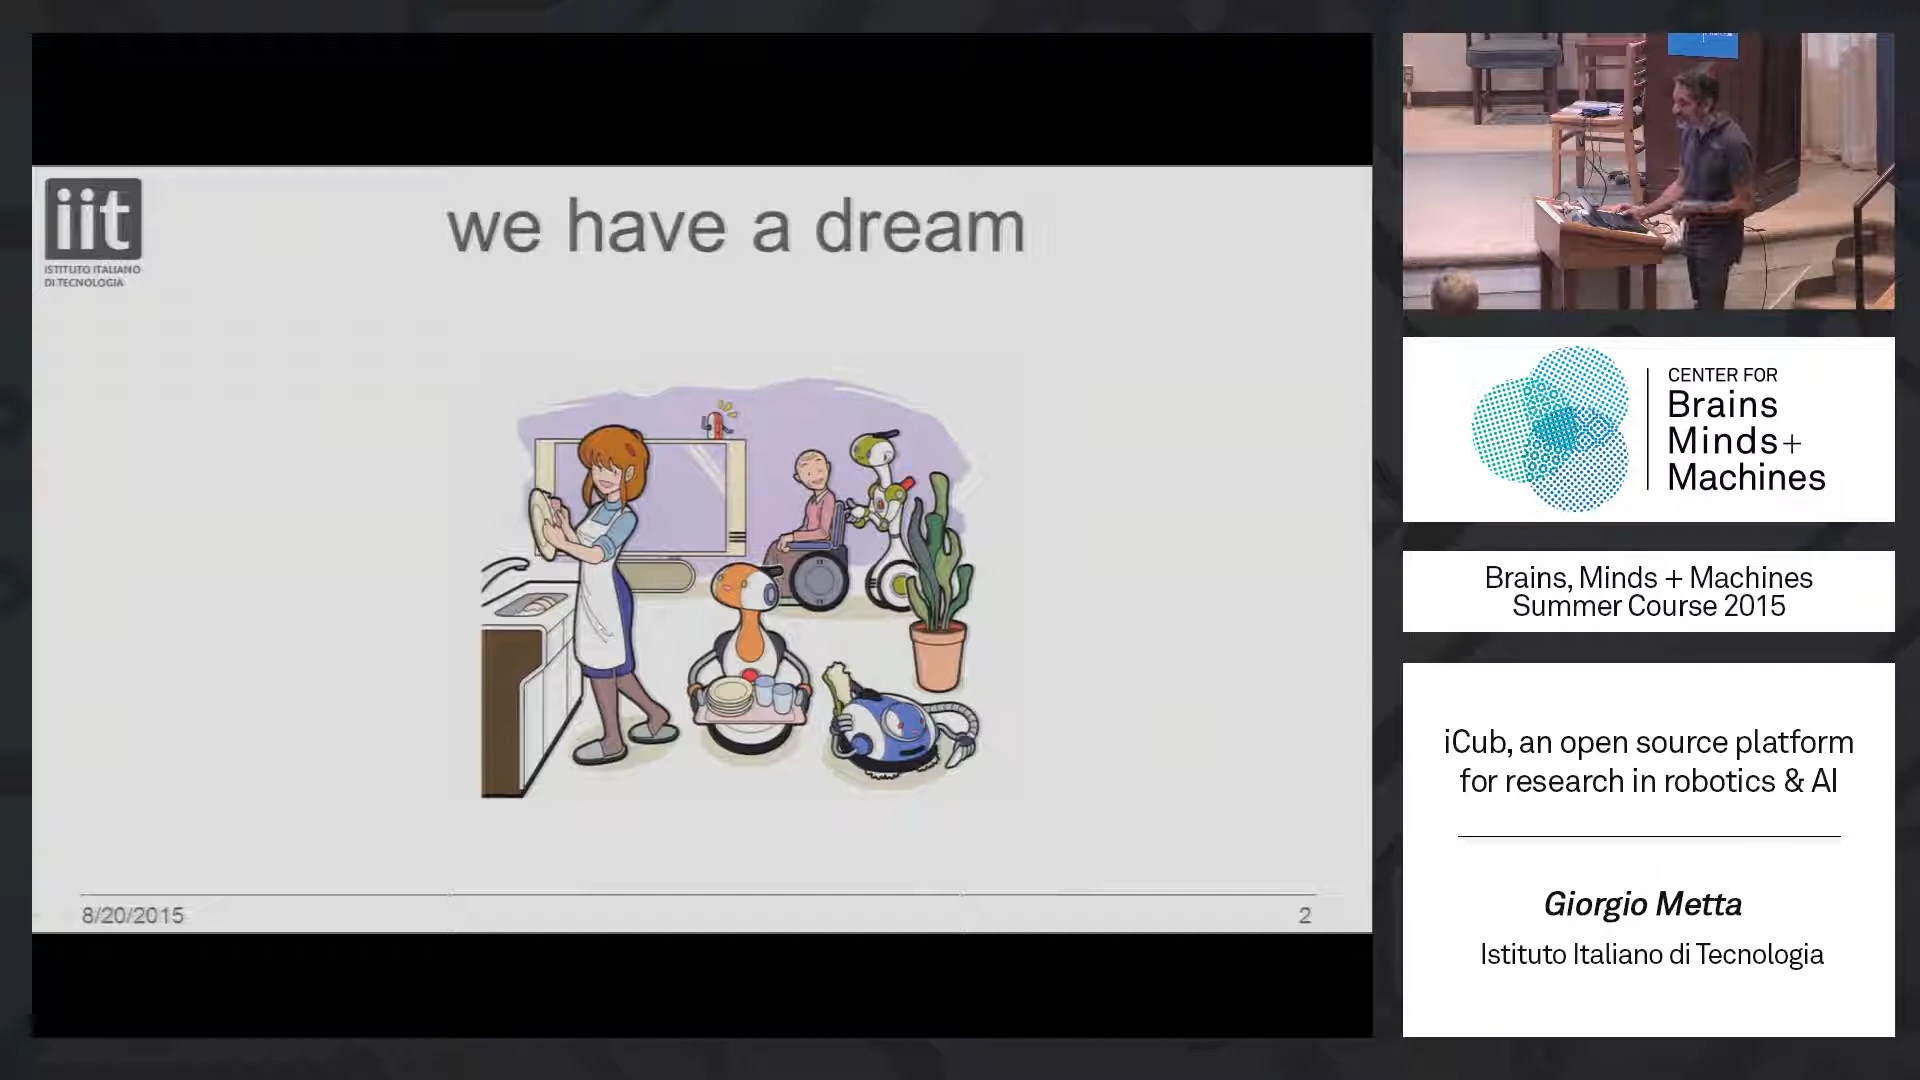 iit
ISTITUTO ITALIANO
DI TECNOLOGIA
we have a dream
8/20/2015
2
CENTER FOR
Brains
Minds+
Machines
Brains, Minds + Machines
Summer Course 2015
iCub, an open source platform
for research in robotics & AI
Giorgio Metta
Istituto Italiano di Tecnologia